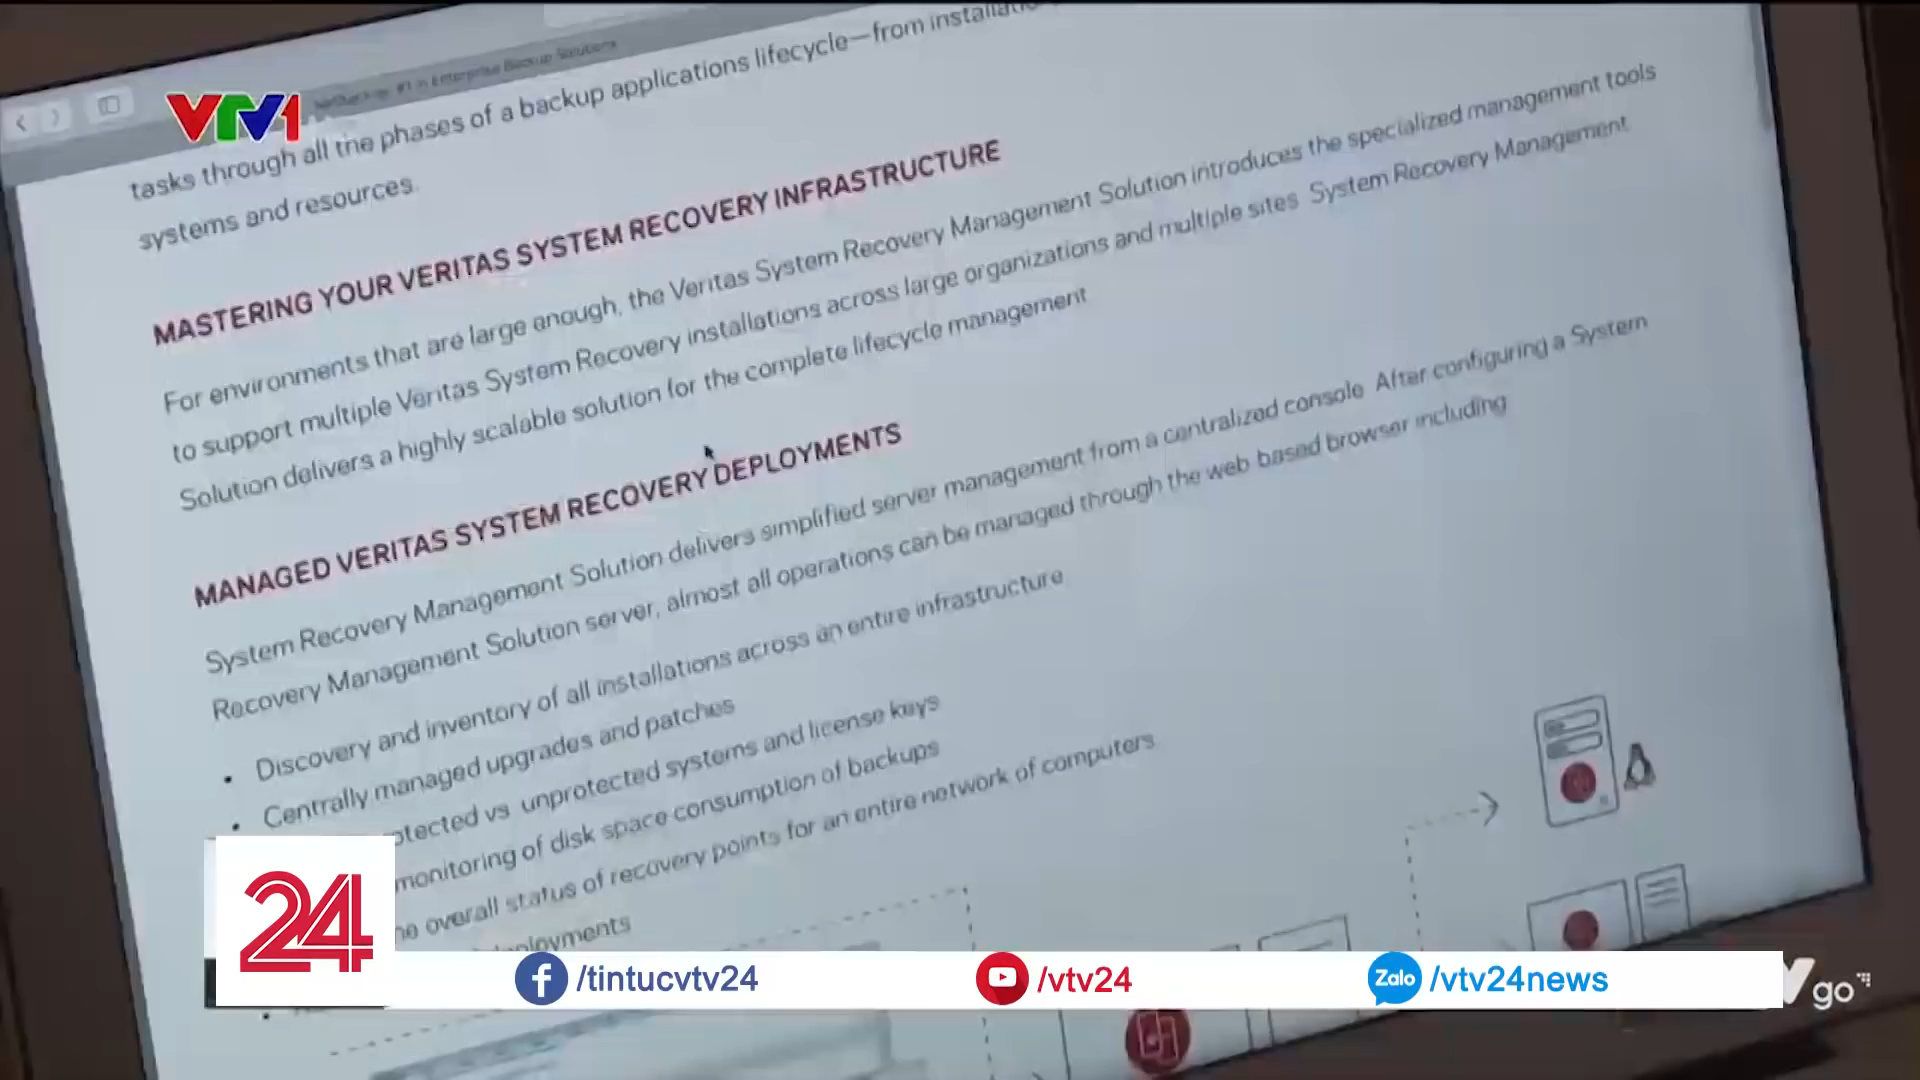 NetBackup #1 in Enterprise Backup Solutions
VTV1
through all the phases of a backup applications lifecycle—from
tasks
systems and resources.
MASTERING YOUR VERITAS SYSTEM RECOVERY INFRASTRUCTURE
For environments that are large enough, the Veritas System Recovery Management Solution introduces the specialized management tools
to support multiple Veritas System Recovery installations across large organizations and multiple sites System Recovery Management
Solution delivers a highly scalable solution for the complete lifecycle management
MANAGED VERITAS SYSTEM RECOVERY DEPLOYMENTS
System Recovery Management Solution delivers simplified server management from a centralized console After configuring a System
Recovery Management Solution server, almost all operations can be managed through the web based browser including
• Discovery and inventory of all installations across an entire infrastructure
• Centrally managed upgrades and patches
vs unprotected systems and license keys
monitoring of disk space consumption of backups
overall status of recovery points for an entire network of computers
24
/tintucvtv24
/vtv24
Zalo /vtv24news
go